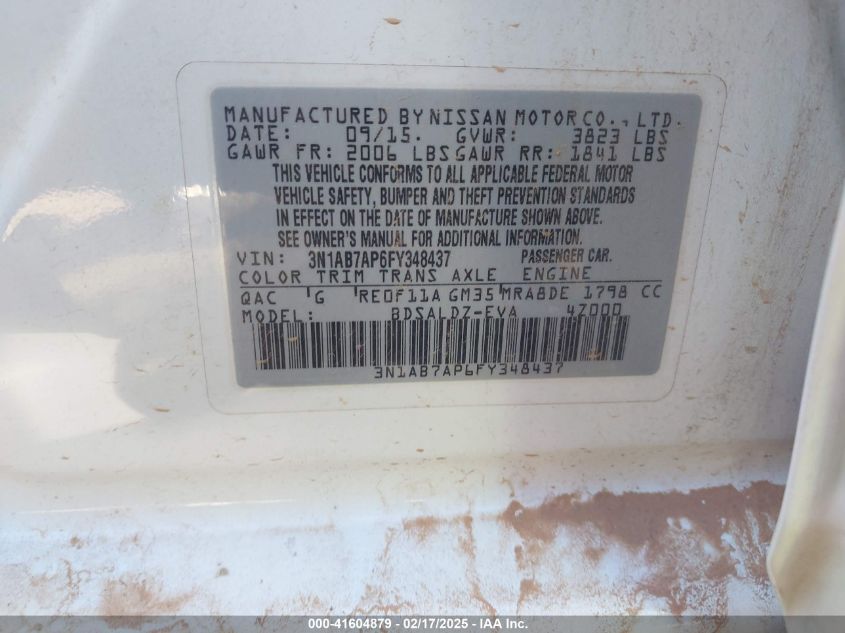 MANUFACTURED BY NISSAN MOTOR CO., LTD.
DATE: 09/15. GVWR: 3823 LBS
GAWR FR: 2006 LBS GAWR RR: 1841 LBS
THIS VEHICLE CONFORMS TO ALL APPLICABLE FEDERAL MOTOR
VEHICLE SAFETY, BUMPER AND THEFT PREVENTION STANDARDS
IN EFFECT ON THE DATE OF MANUFACTURE SHOWN ABOVE.
SEE OWNER'S MANUAL FOR ADDITIONAL INFORMATION.
VIN: 3N1AB7AP6FY348437 PASSENGER CAR.
COLOR TRIM TRANS AXLE ENGINE
QAC G RE0F11A GM35 MRA8DE 1798 CC
MODEL: BDSALDZ-EVA 4Z000
3N1AB7AP6FY348437
000-41604879 - 02/17/2025 - IAA